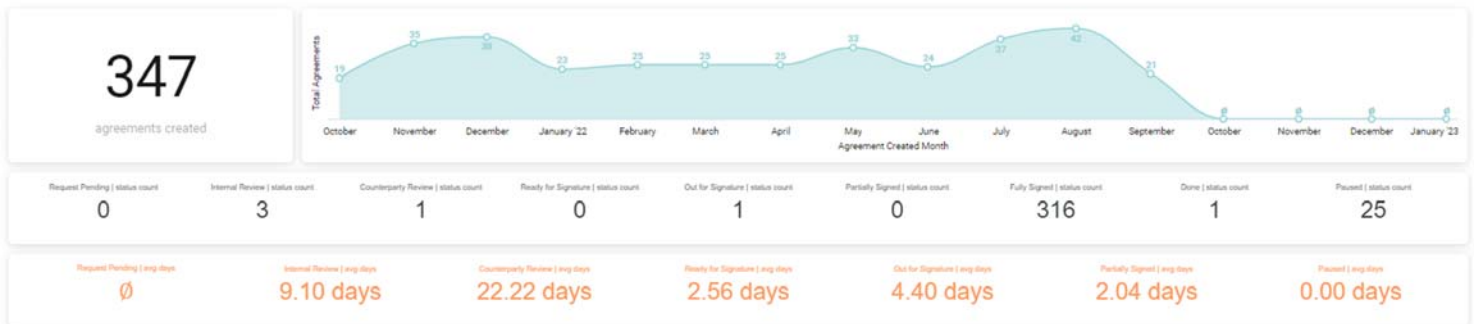 347
agreements created
Total Agreements
19
35
38
23
25
25
25
33
24
37
42
21
Ø
Ø
Ø
Ø
October November December January '22 February March April May June July August September October November December January '23
Agreement Created Month
Request Pending | status count
0
Internal Review | status count
3
Counterparty Review | status count
1
Ready for Signature | status count
0
Out for Signature | status count
1
Partially Signed | status count
0
Fully Signed | status count
316
Done | status count
1
Paused | status count
25
Request Pending | avg days
Ø
Internal Review | avg days
9.10 days
Counterparty Review | avg days
22.22 days
Ready for Signature | avg days
2.56 days
Out for Signature | avg days
4.40 days
Partially Signed | avg days
2.04 days
Paused | avg days
0.00 days